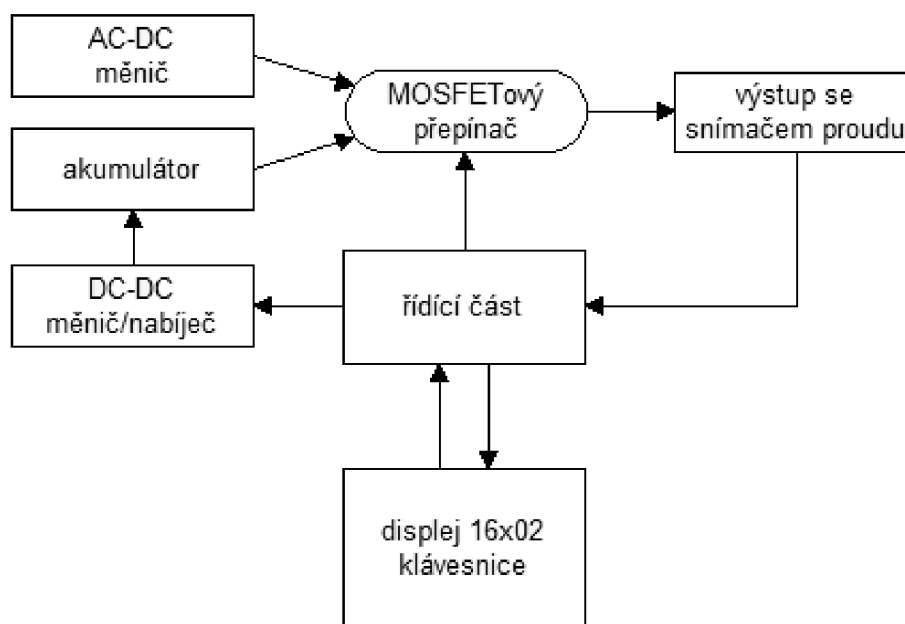 AC-DC
měnič
MOSFETový
přepínač
výstup se
snímačem proudu
akumulátor
DC-DC
měnič/nabíječ
řídící část
displej 16x02
klávesnice